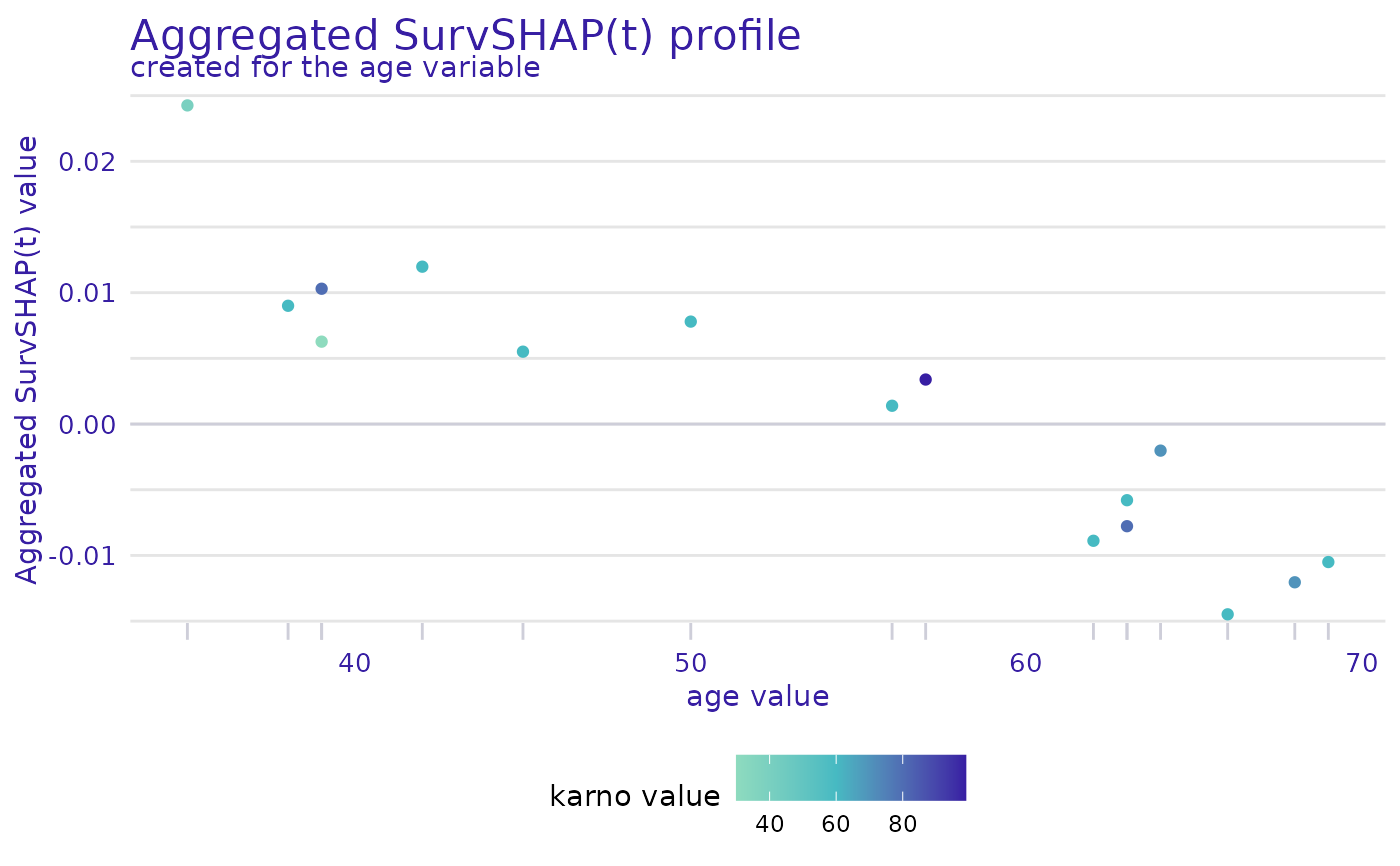 Aggregated SurvSHAP(t) profile
created for the age variable
Aggregated SurvSHAP(t) value
0.02
0.01
0.00
-0.01
40 50 60 70
age value
karno value
40 60 80